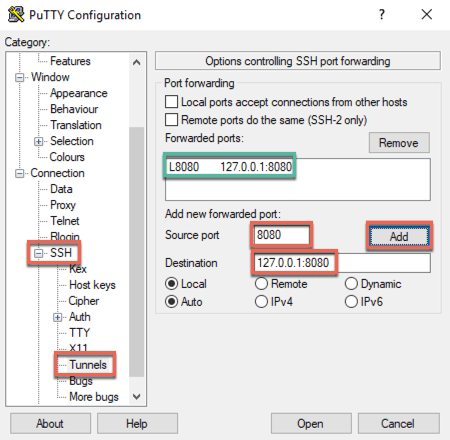 PuTTY Configuration
?
Category:
Features
Window
Appearance
Behaviour
Translation
Selection
Colours
Connection
Data
Proxy
Telnet
Rlogin
SSH
Kex
Host keys
Cipher
Auth
TTY
X11
Tunnels
Bugs
More bugs
Options controlling SSH port forwarding
Port forwarding
Local ports accept connections from other hosts
Remote ports do the same (SSH-2 only)
Forwarded ports:
Remove
L8080 127.0.0.1:8080
Add new forwarded port:
Source port 8080 Add
Destination 127.0.0.1:8080
Local Remote Dynamic
Auto IPv4 IPv6
About Help Open Cancel